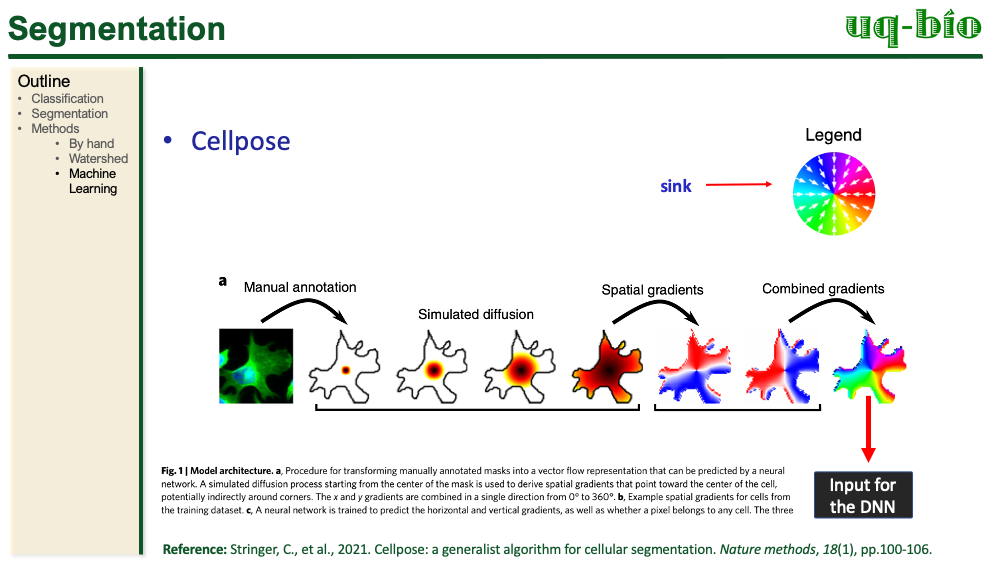 Segmentation
uq-bio
Outline
• Classification
• Segmentation
• Methods
• By hand
• Watershed
• Machine
Learning
• Cellpose
Legend
sink
a
Manual annotation
Simulated diffusion
Spatial gradients
Combined gradients
Fig. 1 | Model architecture. a, Procedure for transforming manually annotated masks into a vector flow representation that can be predicted by a neural
network. A simulated diffusion process starting from the center of the mask is used to derive spatial gradients that point toward the center of the cell,
potentially indirectly around corners. The x and y gradients are combined in a single direction from 0° to 360°. b, Example spatial gradients for cells from
the training dataset. c, A neural network is trained to predict the horizontal and vertical gradients, as well as whether a pixel belongs to any cell. The three
Input for
the DNN
Reference: Stringer, C., et al., 2021. Cellpose: a generalist algorithm for cellular segmentation. Nature methods, 18(1), pp.100-106.